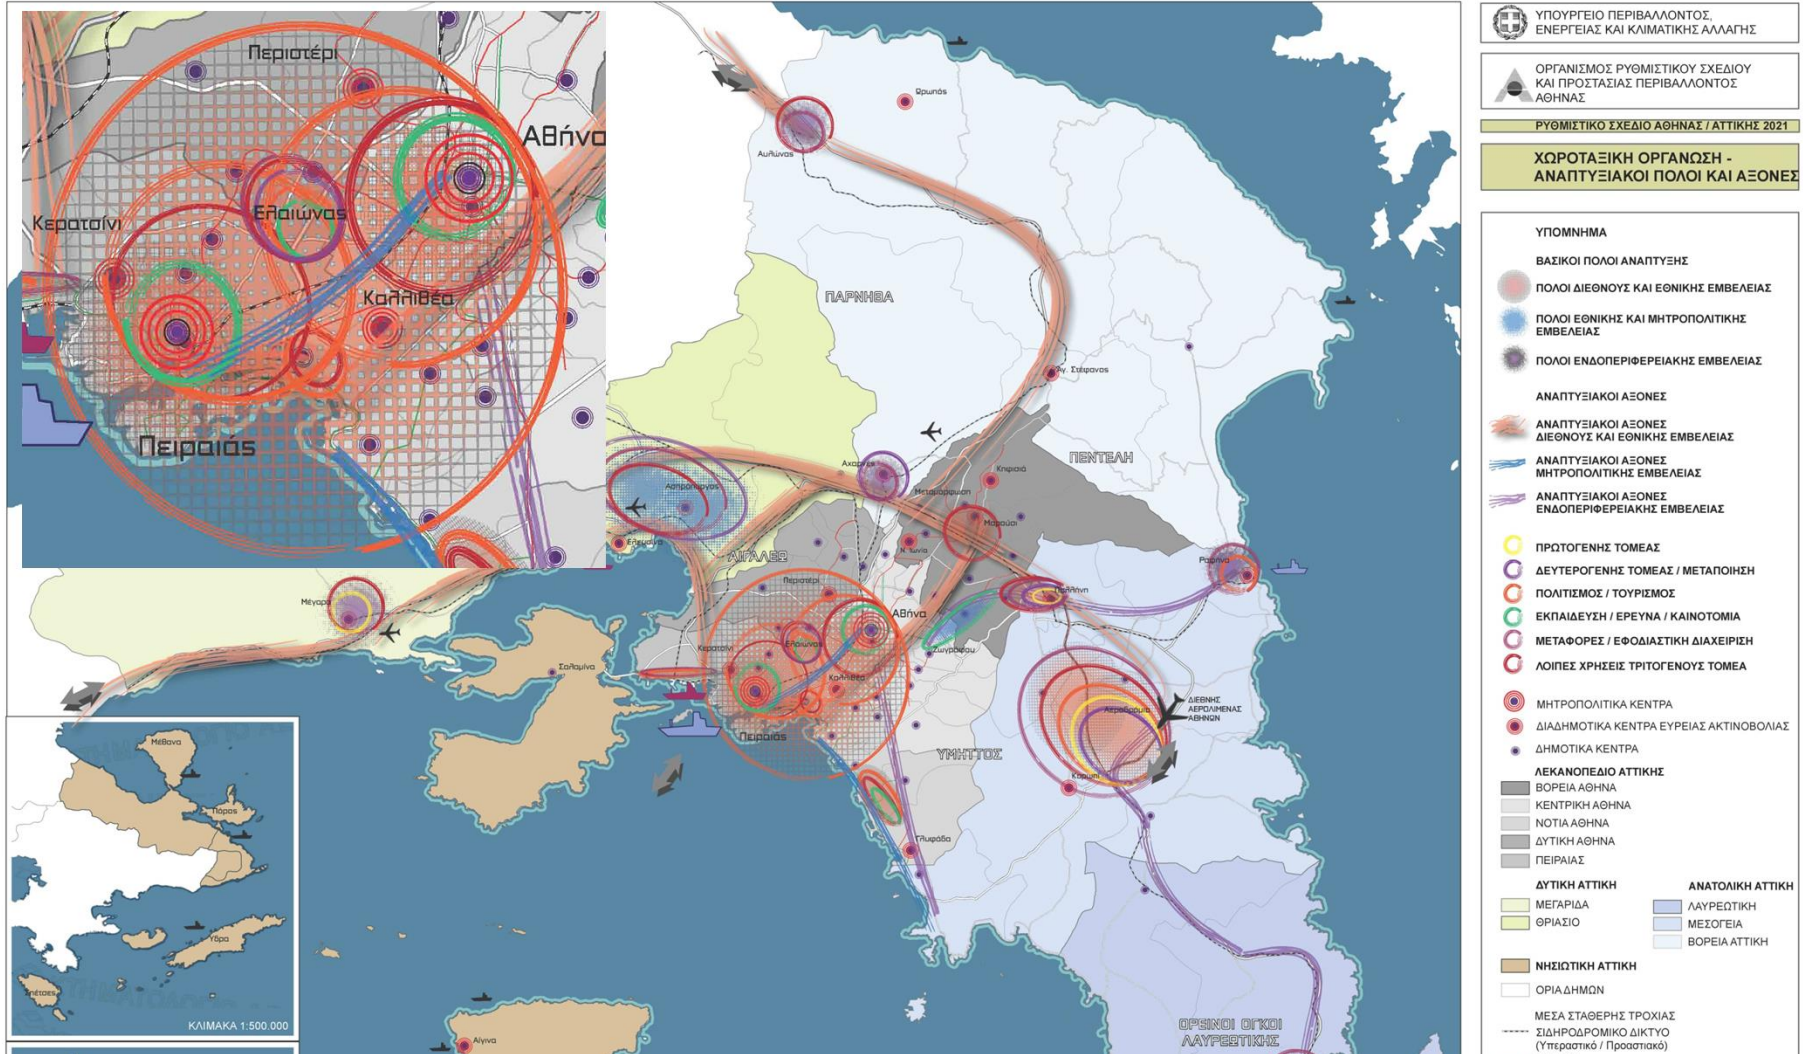 Περιστέρι
Αθήνα
Κερατσίνι
Ελαιώνας
Καλλιθέα
Πειραιάς
Ωρωπός
Αυλώνας
ΠΑΡΝΗΘΑ
Αγ. Στέφανος
ΠΕΝΤΕΛΗ
Αχαρνές
Κηφισιά
Μεταμόρφωση
Ασπρόπυργος
Μαρούσι
Ελευσίνα
Ν. Ιωνία
ΑΙΓΑΛΕΩ
Ραφήνα
Περιστέρι
Παλλήνη
Μέγαρα
Αθήνα
Ελαιώνας
Κερατσίνι
Ζωγράφου
Σαλαμίνα
Καλλιθέα
ΔΙΕΘΝΗΣ
ΑΕΡΟΛΙΜΕΝΑΣ
ΑΘΗΝΩΝ
Αεροδρόμιο
Πειραιάς
ΥΜΗΤΤΟΣ
Κορωπί
Γλυφάδα
Μέθανα
Πόρος
Ύδρα
Σπέτσες
ΚΛΙΜΑΚΑ 1:500.000
Αίγινα
ΟΡΕΙΝΟΙ ΟΓΚΟΙ
ΛΑΥΡΕΩΤΙΚΗΣ
ΥΠΟΥΡΓΕΙΟ ΠΕΡΙΒΑΛΛΟΝΤΟΣ,
ΕΝΕΡΓΕΙΑΣ ΚΑΙ ΚΛΙΜΑΤΙΚΗΣ ΑΛΛΑΓΗΣ
ΟΡΓΑΝΙΣΜΟΣ ΡΥΘΜΙΣΤΙΚΟΥ ΣΧΕΔΙΟΥ
ΚΑΙ ΠΡΟΣΤΑΣΙΑΣ ΠΕΡΙΒΑΛΛΟΝΤΟΣ
ΑΘΗΝΑΣ
ΡΥΘΜΙΣΤΙΚΟ ΣΧΕΔΙΟ ΑΘΗΝΑΣ / ΑΤΤΙΚΗΣ 2021
ΧΩΡΟΤΑΞΙΚΗ ΟΡΓΑΝΩΣΗ -
ΑΝΑΠΤΥΞΙΑΚΟΙ ΠΟΛΟΙ ΚΑΙ ΑΞΟΝΕΣ
ΥΠΟΜΝΗΜΑ
ΒΑΣΙΚΟΙ ΠΟΛΟΙ ΑΝΑΠΤΥΞΗΣ
ΠΟΛΟΙ ΔΙΕΘΝΟΥΣ ΚΑΙ ΕΘΝΙΚΗΣ ΕΜΒΕΛΕΙΑΣ
ΠΟΛΟΙ ΕΘΝΙΚΗΣ ΚΑΙ ΜΗΤΡΟΠΟΛΙΤΙΚΗΣ
ΕΜΒΕΛΕΙΑΣ
ΠΟΛΟΙ ΕΝΔΟΠΕΡΙΦΕΡΕΙΑΚΗΣ ΕΜΒΕΛΕΙΑΣ
ΑΝΑΠΤΥΞΙΑΚΟΙ ΑΞΟΝΕΣ
ΑΝΑΠΤΥΞΙΑΚΟΙ ΑΞΟΝΕΣ
ΔΙΕΘΝΟΥΣ ΚΑΙ ΕΘΝΙΚΗΣ ΕΜΒΕΛΕΙΑΣ
ΑΝΑΠΤΥΞΙΑΚΟΙ ΑΞΟΝΕΣ
ΜΗΤΡΟΠΟΛΙΤΙΚΗΣ ΕΜΒΕΛΕΙΑΣ
ΑΝΑΠΤΥΞΙΑΚΟΙ ΑΞΟΝΕΣ
ΕΝΔΟΠΕΡΙΦΕΡΕΙΑΚΗΣ ΕΜΒΕΛΕΙΑΣ
ΠΡΩΤΟΓΕΝΗΣ ΤΟΜΕΑΣ
ΔΕΥΤΕΡΟΓΕΝΗΣ ΤΟΜΕΑΣ / ΜΕΤΑΠΟΙΗΣΗ
ΠΟΛΙΤΙΣΜΟΣ / ΤΟΥΡΙΣΜΟΣ
ΕΚΠΑΙΔΕΥΣΗ / ΕΡΕΥΝΑ / ΚΑΙΝΟΤΟΜΙΑ
ΜΕΤΑΦΟΡΕΣ / ΕΦΟΔΙΑΣΤΙΚΗ ΔΙΑΧΕΙΡΙΣΗ
ΛΟΙΠΕΣ ΧΡΗΣΕΙΣ ΤΡΙΤΟΓΕΝΟΥΣ ΤΟΜΕΑ
ΜΗΤΡΟΠΟΛΙΤΙΚΑ ΚΕΝΤΡΑ
ΔΙΑΔΗΜΟΤΙΚΑ ΚΕΝΤΡΑ ΕΥΡΕΙΑΣ ΑΚΤΙΝΟΒΟΛΙΑΣ
ΔΗΜΟΤΙΚΑ ΚΕΝΤΡΑ
ΛΕΚΑΝΟΠΕΔΙΟ ΑΤΤΙΚΗΣ
ΒΟΡΕΙΑ ΑΘΗΝΑ
ΚΕΝΤΡΙΚΗ ΑΘΗΝΑ
ΝΟΤΙΑ ΑΘΗΝΑ
ΔΥΤΙΚΗ ΑΘΗΝΑ
ΠΕΙΡΑΙΑΣ
ΔΥΤΙΚΗ ΑΤΤΙΚΗ
ΜΕΓΑΡΙΔΑ
ΘΡΙΑΣΙΟ
ΑΝΑΤΟΛΙΚΗ ΑΤΤΙΚΗ
ΛΑΥΡΕΩΤΙΚΗ
ΜΕΣΟΓΕΙΑ
ΒΟΡΕΙΑ ΑΤΤΙΚΗ
ΝΗΣΙΩΤΙΚΗ ΑΤΤΙΚΗ
ΟΡΙΑ ΔΗΜΩΝ
ΜΕΣΑ ΣΤΑΘΕΡΗΣ ΤΡΟΧΙΑΣ
ΣΙΔΗΡΟΔΡΟΜΙΚΟ ΔΙΚΤΥΟ
(Υπεραστικό / Προαστιακό)